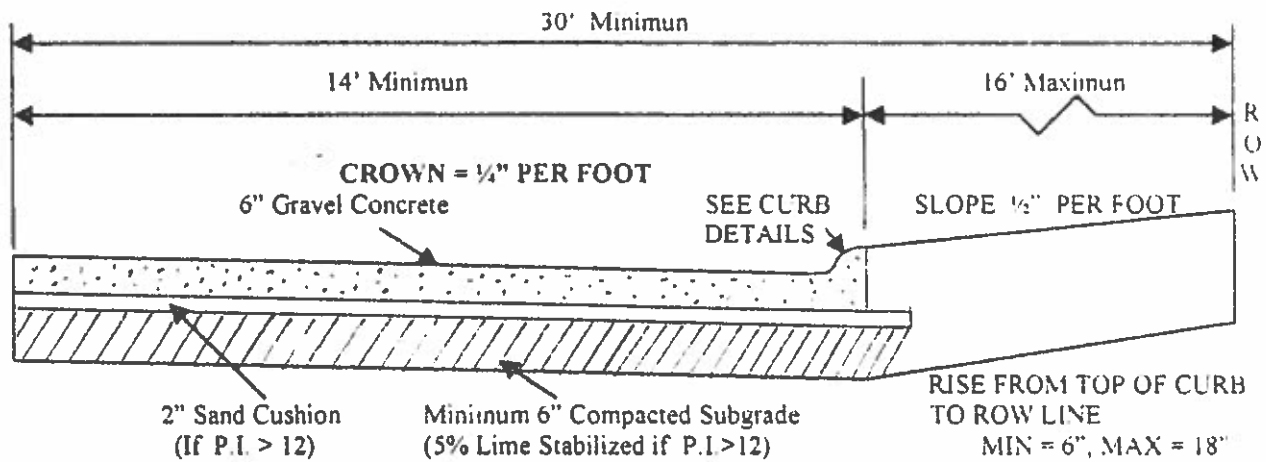 30' Minimun
14' Minimun
16' Maximun
R
O
W
CROWN = ¼" PER FOOT
6" Gravel Concrete
SEE CURB
DETAILS
SLOPE ½" PER FOOT
2" Sand Cushion
(If P.I. > 12)
Minimum 6" Compacted Subgrade
(5% Lime Stabilized if P.I.>12)
RISE FROM TOP OF CURB
TO ROW LINE
MIN = 6", MAX = 18"